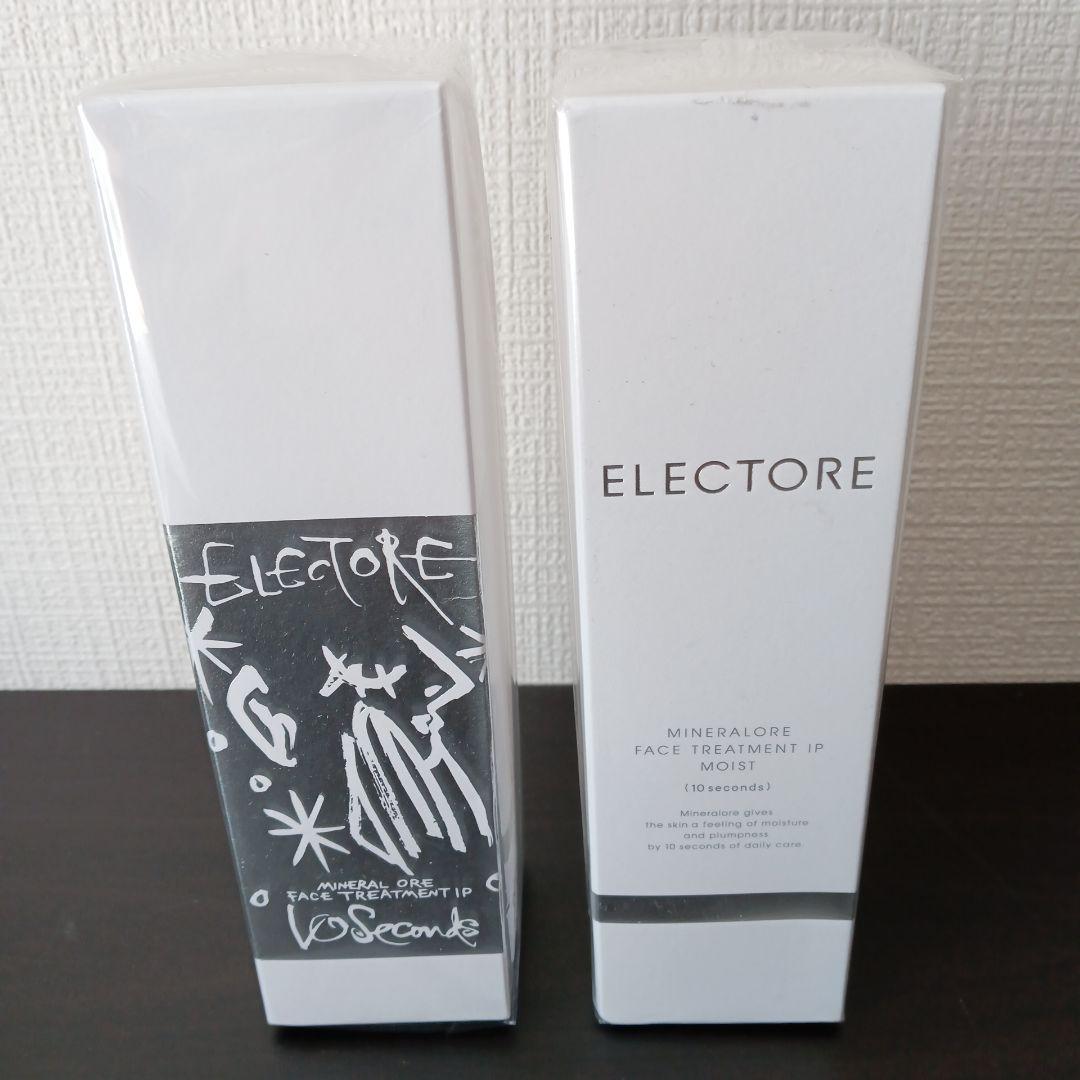 ELECTORE
MINERAL ORE
FACE TREATMENT IP
10 Seconds
ELECTORE
MINERALORE
FACE TREATMENT IP
MOIST
(10 seconds)
Mineralore gives
the skin a feeling of moisture
and plumpness
by 10 seconds of daily care.